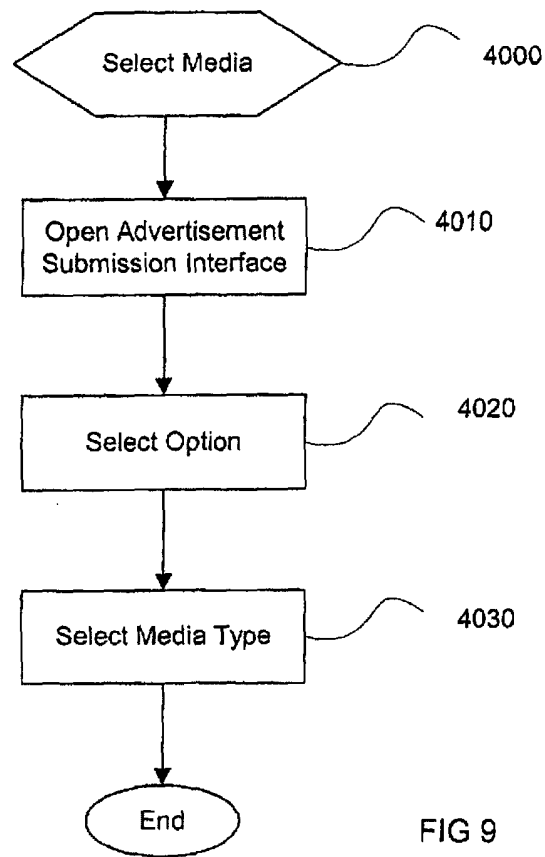 Select Media
4000
Open Advertisement
Submission Interface
4010
Select Option
4020
Select Media Type
4030
End
FIG 9